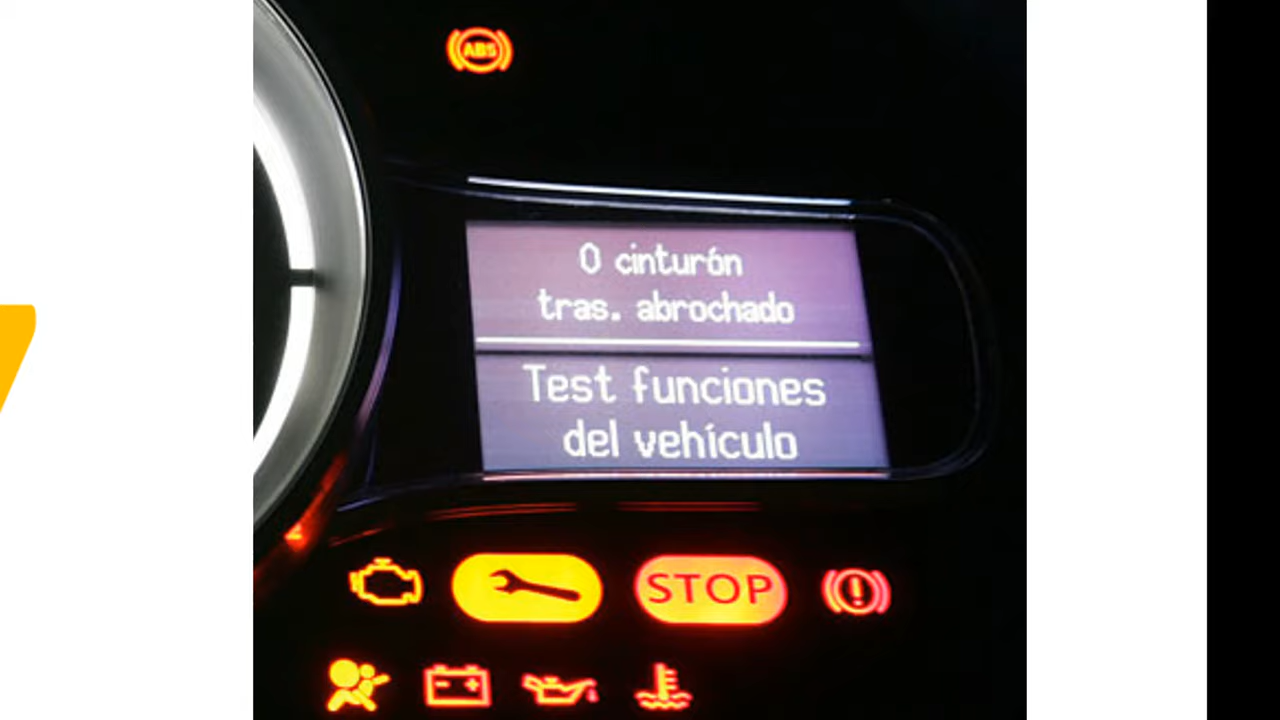 ABS
0 cinturón
tras. abrochado
Test funciones
del vehículo
STOP